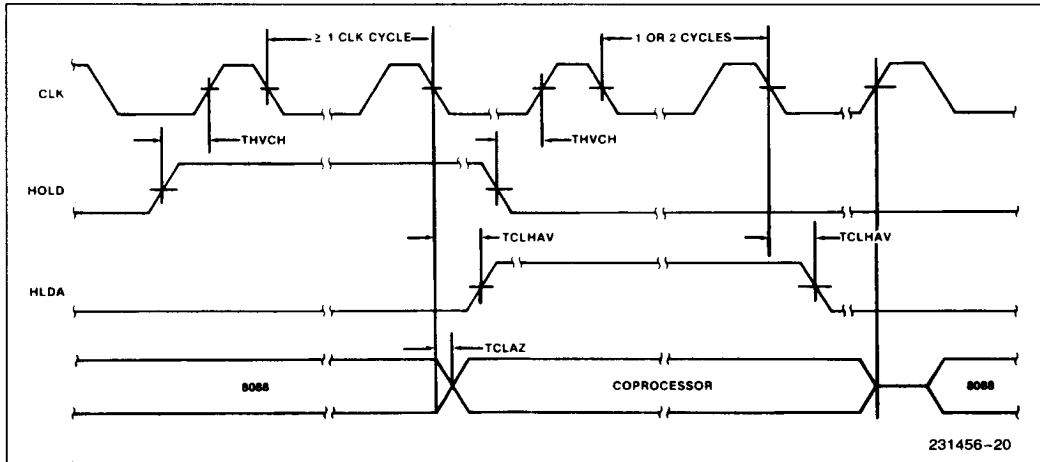 ≥ 1 CLK CYCLE
1 OR 2 CYCLES
CLK
THVCH
THVCH
HOLD
TCLHAV
TCLHAV
HLDA
TCLAZ
8088
COPROCESSOR
8088
231456-20